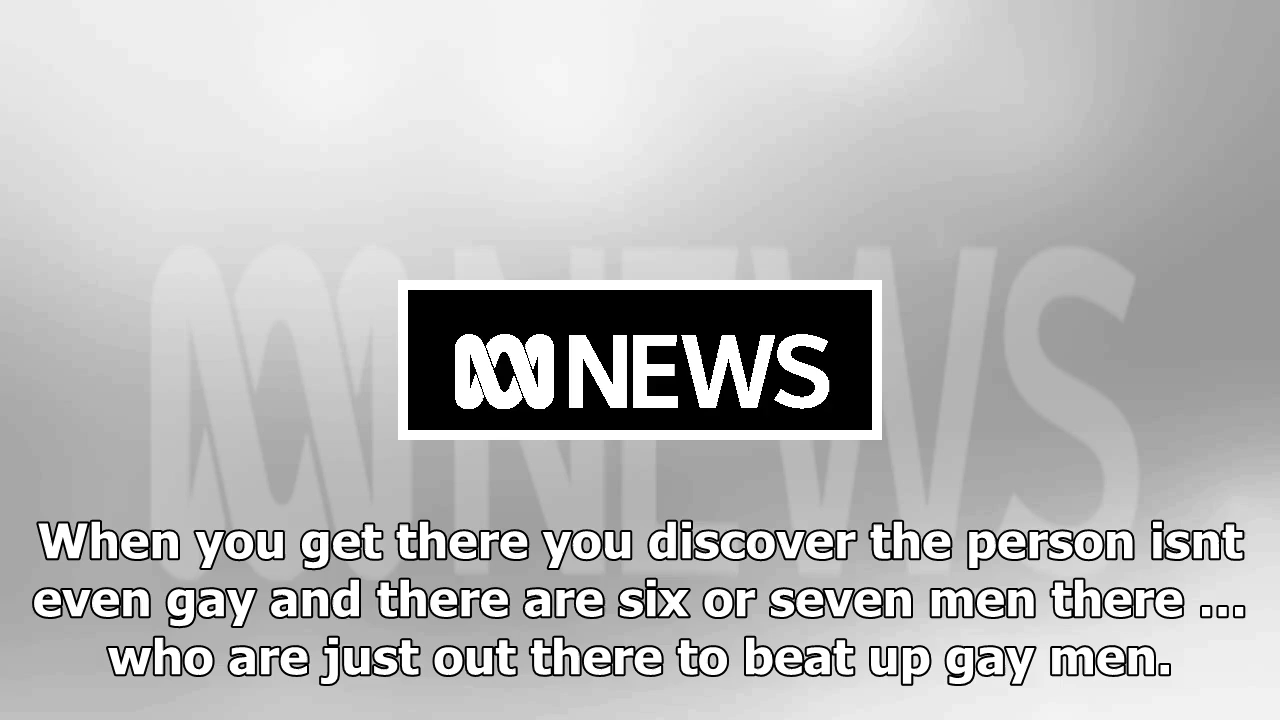 NEWS
NEWS
When you get there you discover the person isnt
even gay and there are six or seven men there ...
who are just out there to beat up gay men.